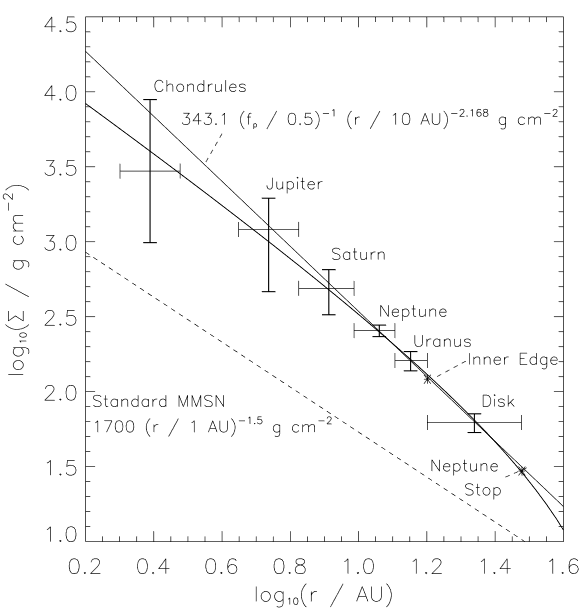 4.5
4.0
3.5
3.0
2.5
2.0
1.5
1.0
log₁₀(Σ / g cm⁻²)
Chondrules
343.1 (fₚ / 0.5)⁻¹ (r / 10 AU)⁻²·¹⁶⁸ g cm⁻²
Jupiter
Saturn
Neptune
Uranus
Inner Edge
Disk
Standard MMSN
1700 (r / 1 AU)⁻¹·⁵ g cm⁻²
Neptune
Stop
0.2 0.4 0.6 0.8 1.0 1.2 1.4 1.6
log₁₀(r / AU)